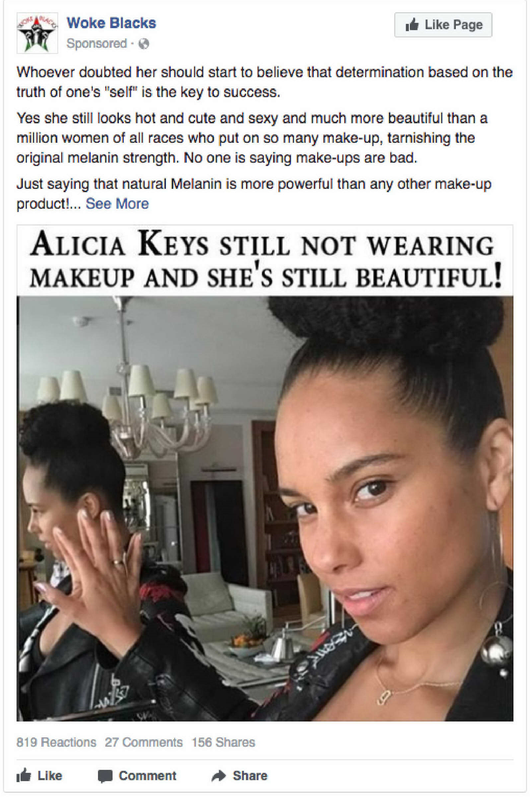 Woke Blacks
Like Page
Sponsored ·
Whoever doubted her should start to believe that determination based on the
truth of one's "self" is the key to success.
Yes she still looks hot and cute and sexy and much more beautiful than a
million women of all races who put on so many make-up, tarnishing the
original melanin strength. No one is saying make-ups are bad.
Just saying that natural Melanin is more powerful than any other make-up
product!... See More
ALICIA KEYS STILL NOT WEARING
MAKEUP AND SHE'S STILL BEAUTIFUL!
819 Reactions 27 Comments 156 Shares
Like Comment Share